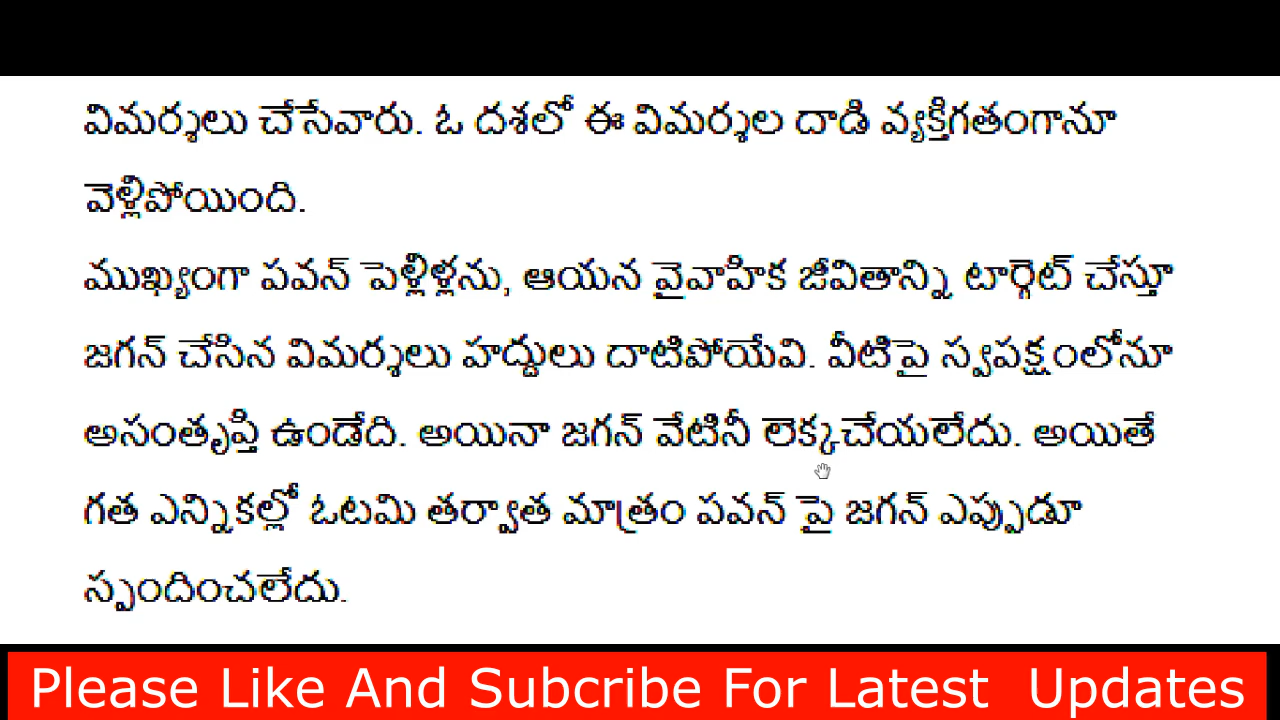 విమర్శలు చేసేవారు. ఓ దశలో ఈ విమర్శల దాడి వ్యక్తిగతంగానూ
వెళ్లిపోయింది.
ముఖ్యంగా పవన్ పెళ్లిళ్లను, ఆయన వైవాహిక జీవితాన్ని టార్గెట్ చేస్తూ
జగన్ చేసిన విమర్శలు హద్దులు దాటిపోయేవి. వీటిపై స్వపక్షంలోనూ
అసంతృప్తి ఉండేది. అయినా జగన్ వేటినీ లెక్కచేయలేదు. అయితే
గత ఎన్నికల్లో ఓటమి తర్వాత మాత్రం పవన్ పై జగన్ ఎప్పుడూ
స్పందించలేదు.
Please Like And Subcribe For Latest Updates